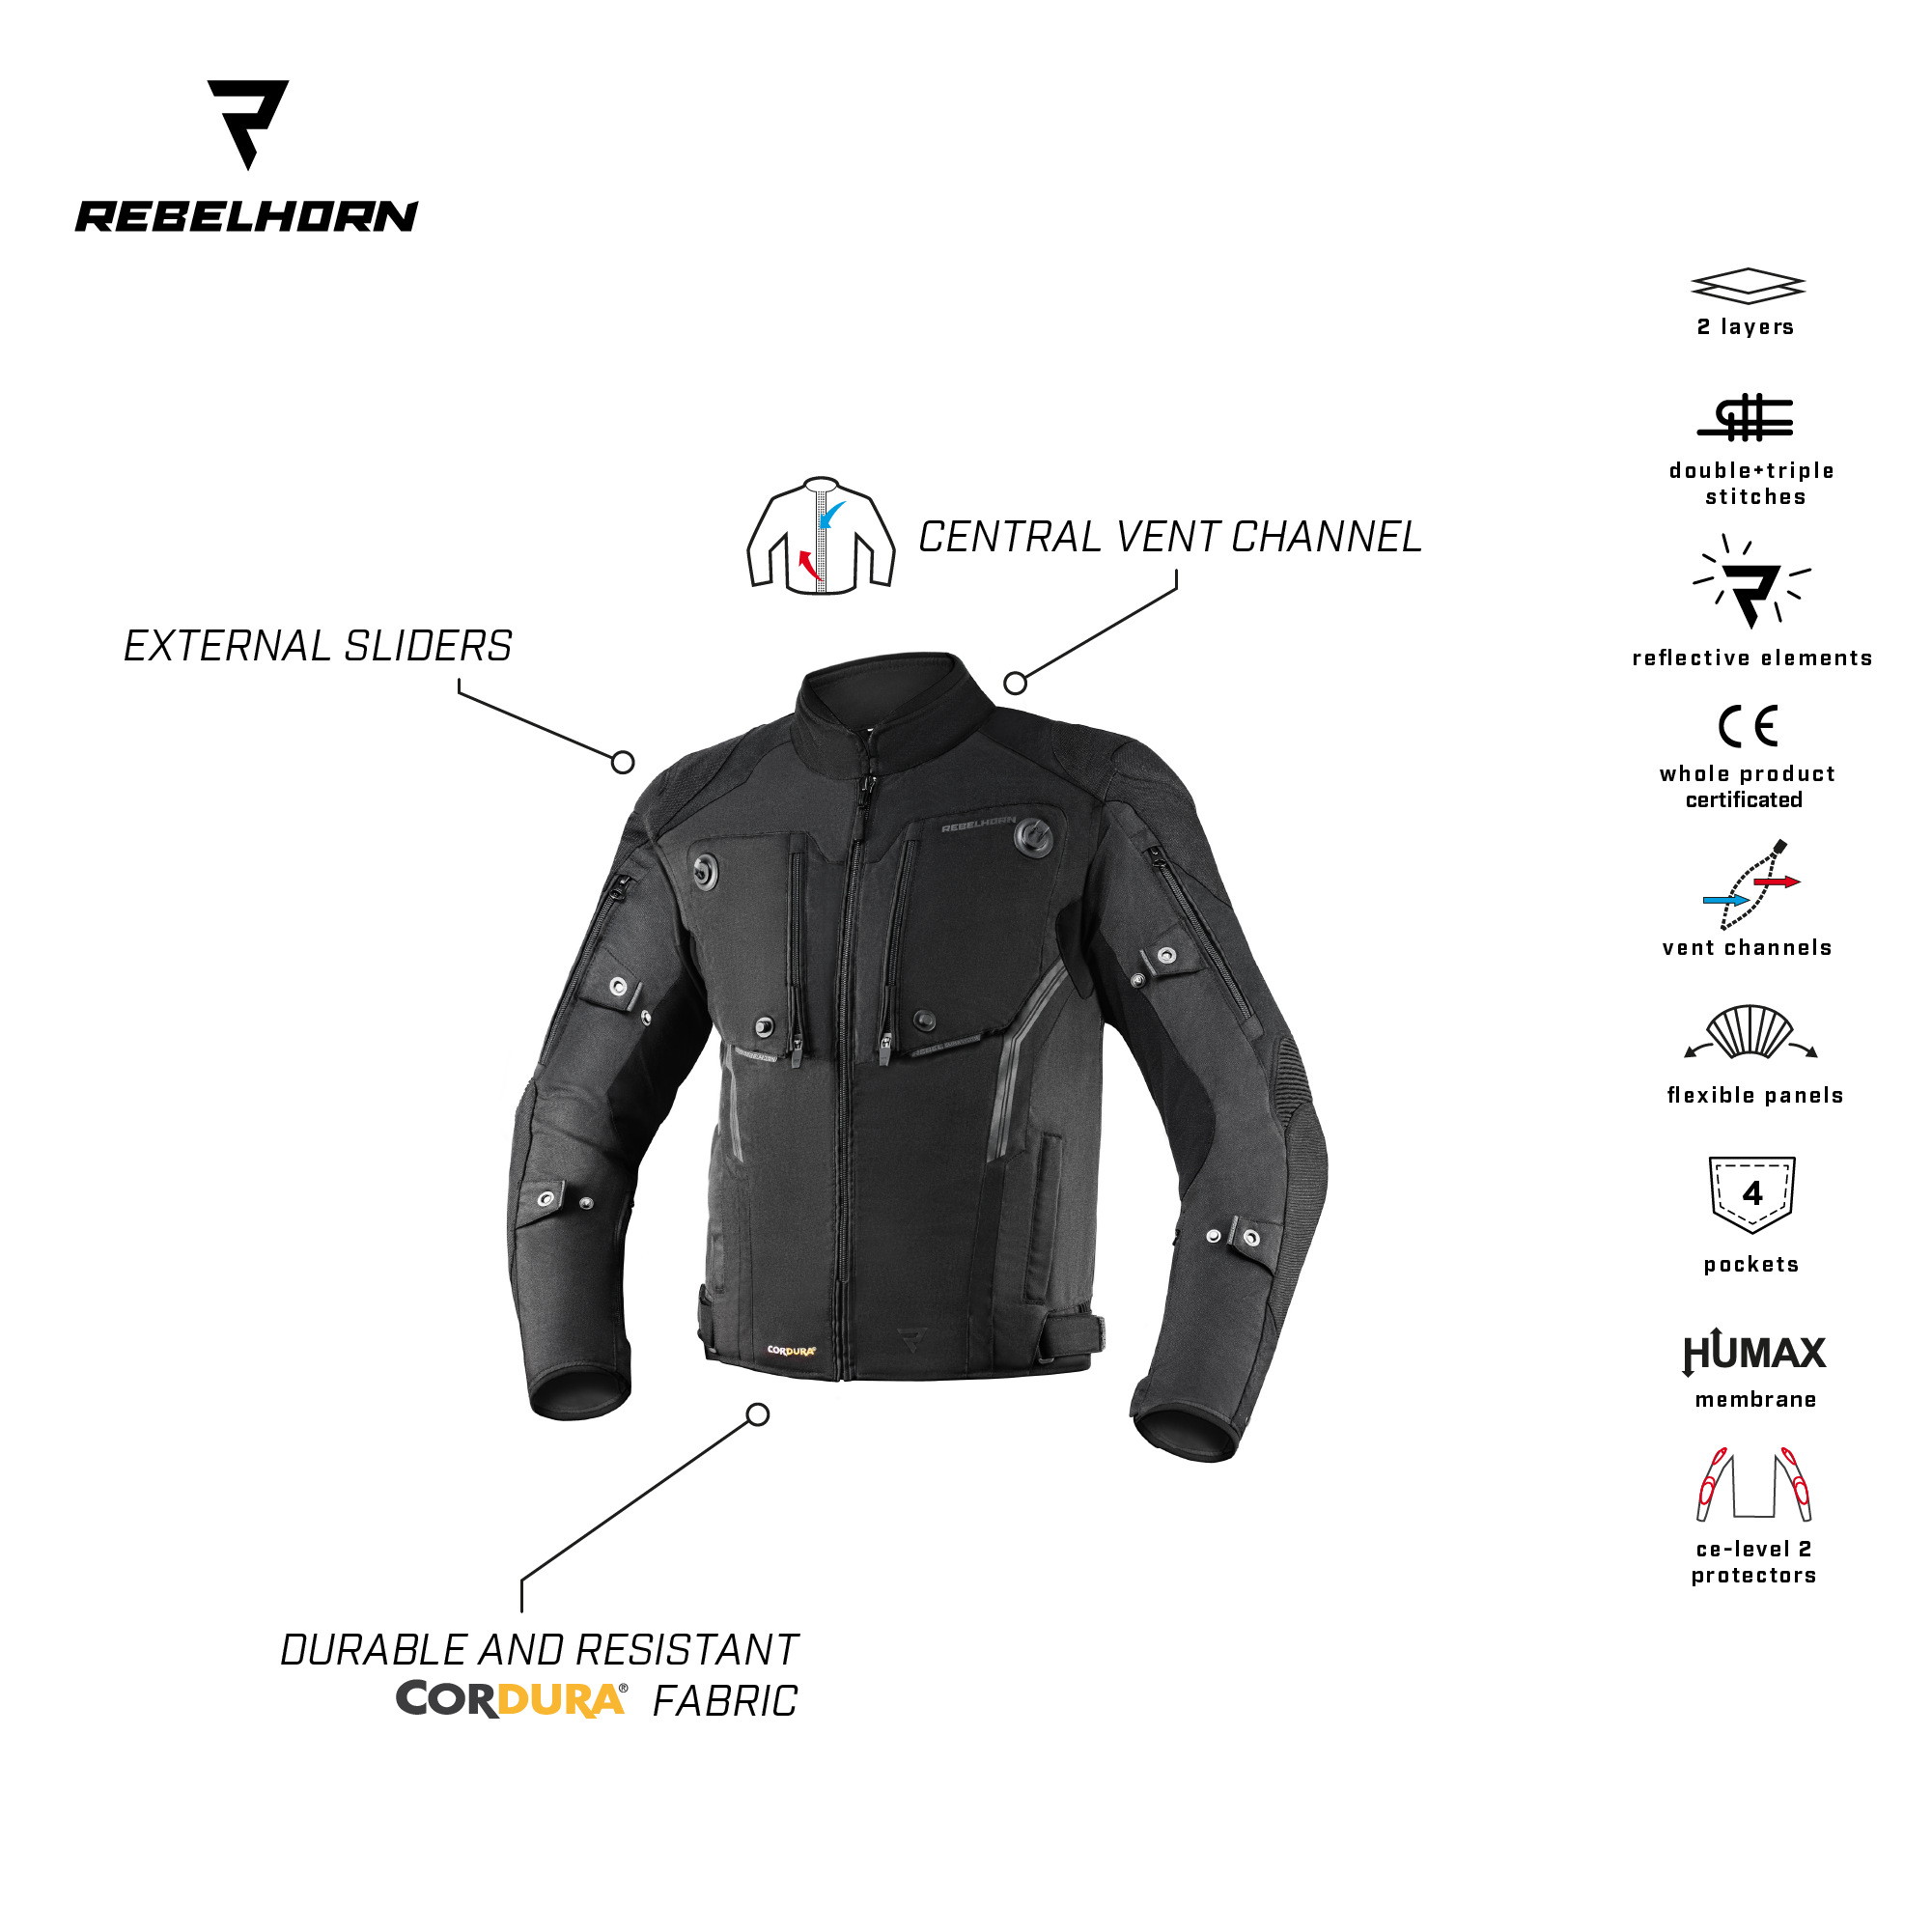 REBELHORN
2 layers
double+triple
stitches
reflective elements
CE
whole product
certificated
vent channels
flexible panels
4
pockets
HUMAX
membrane
ce-level 2
protectors
CENTRAL VENT CHANNEL
EXTERNAL SLIDERS
REBELHORN
CORDURA®
DURABLE AND RESISTANT
CORDURA® FABRIC